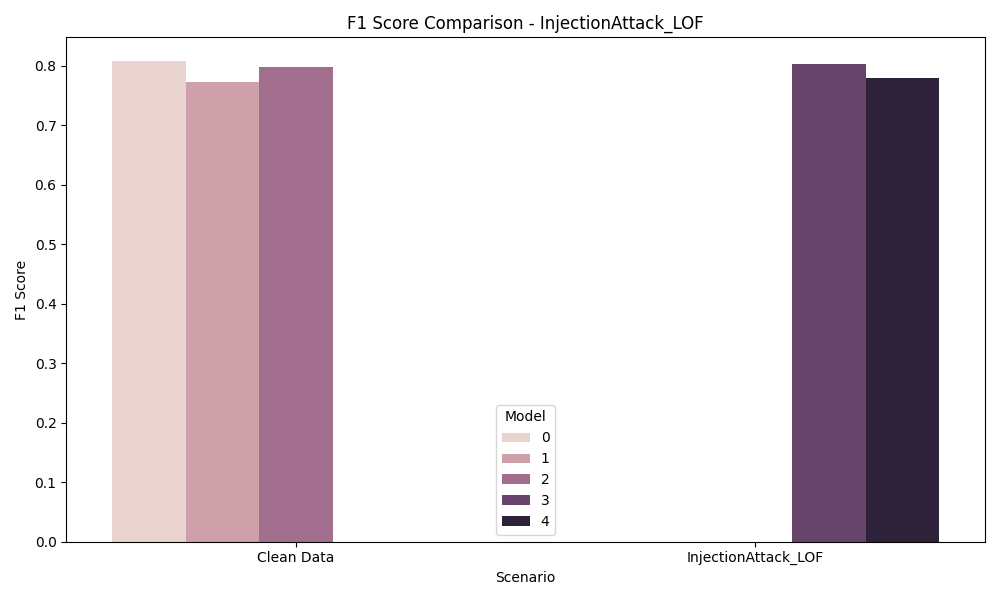 F1 Score Comparison - InjectionAttack_LOF
F1 Score
0.8
0.7
0.6
0.5
0.4
0.3
0.2
0.1
0.0
Model
0
1
2
3
4
Clean Data
InjectionAttack_LOF
Scenario